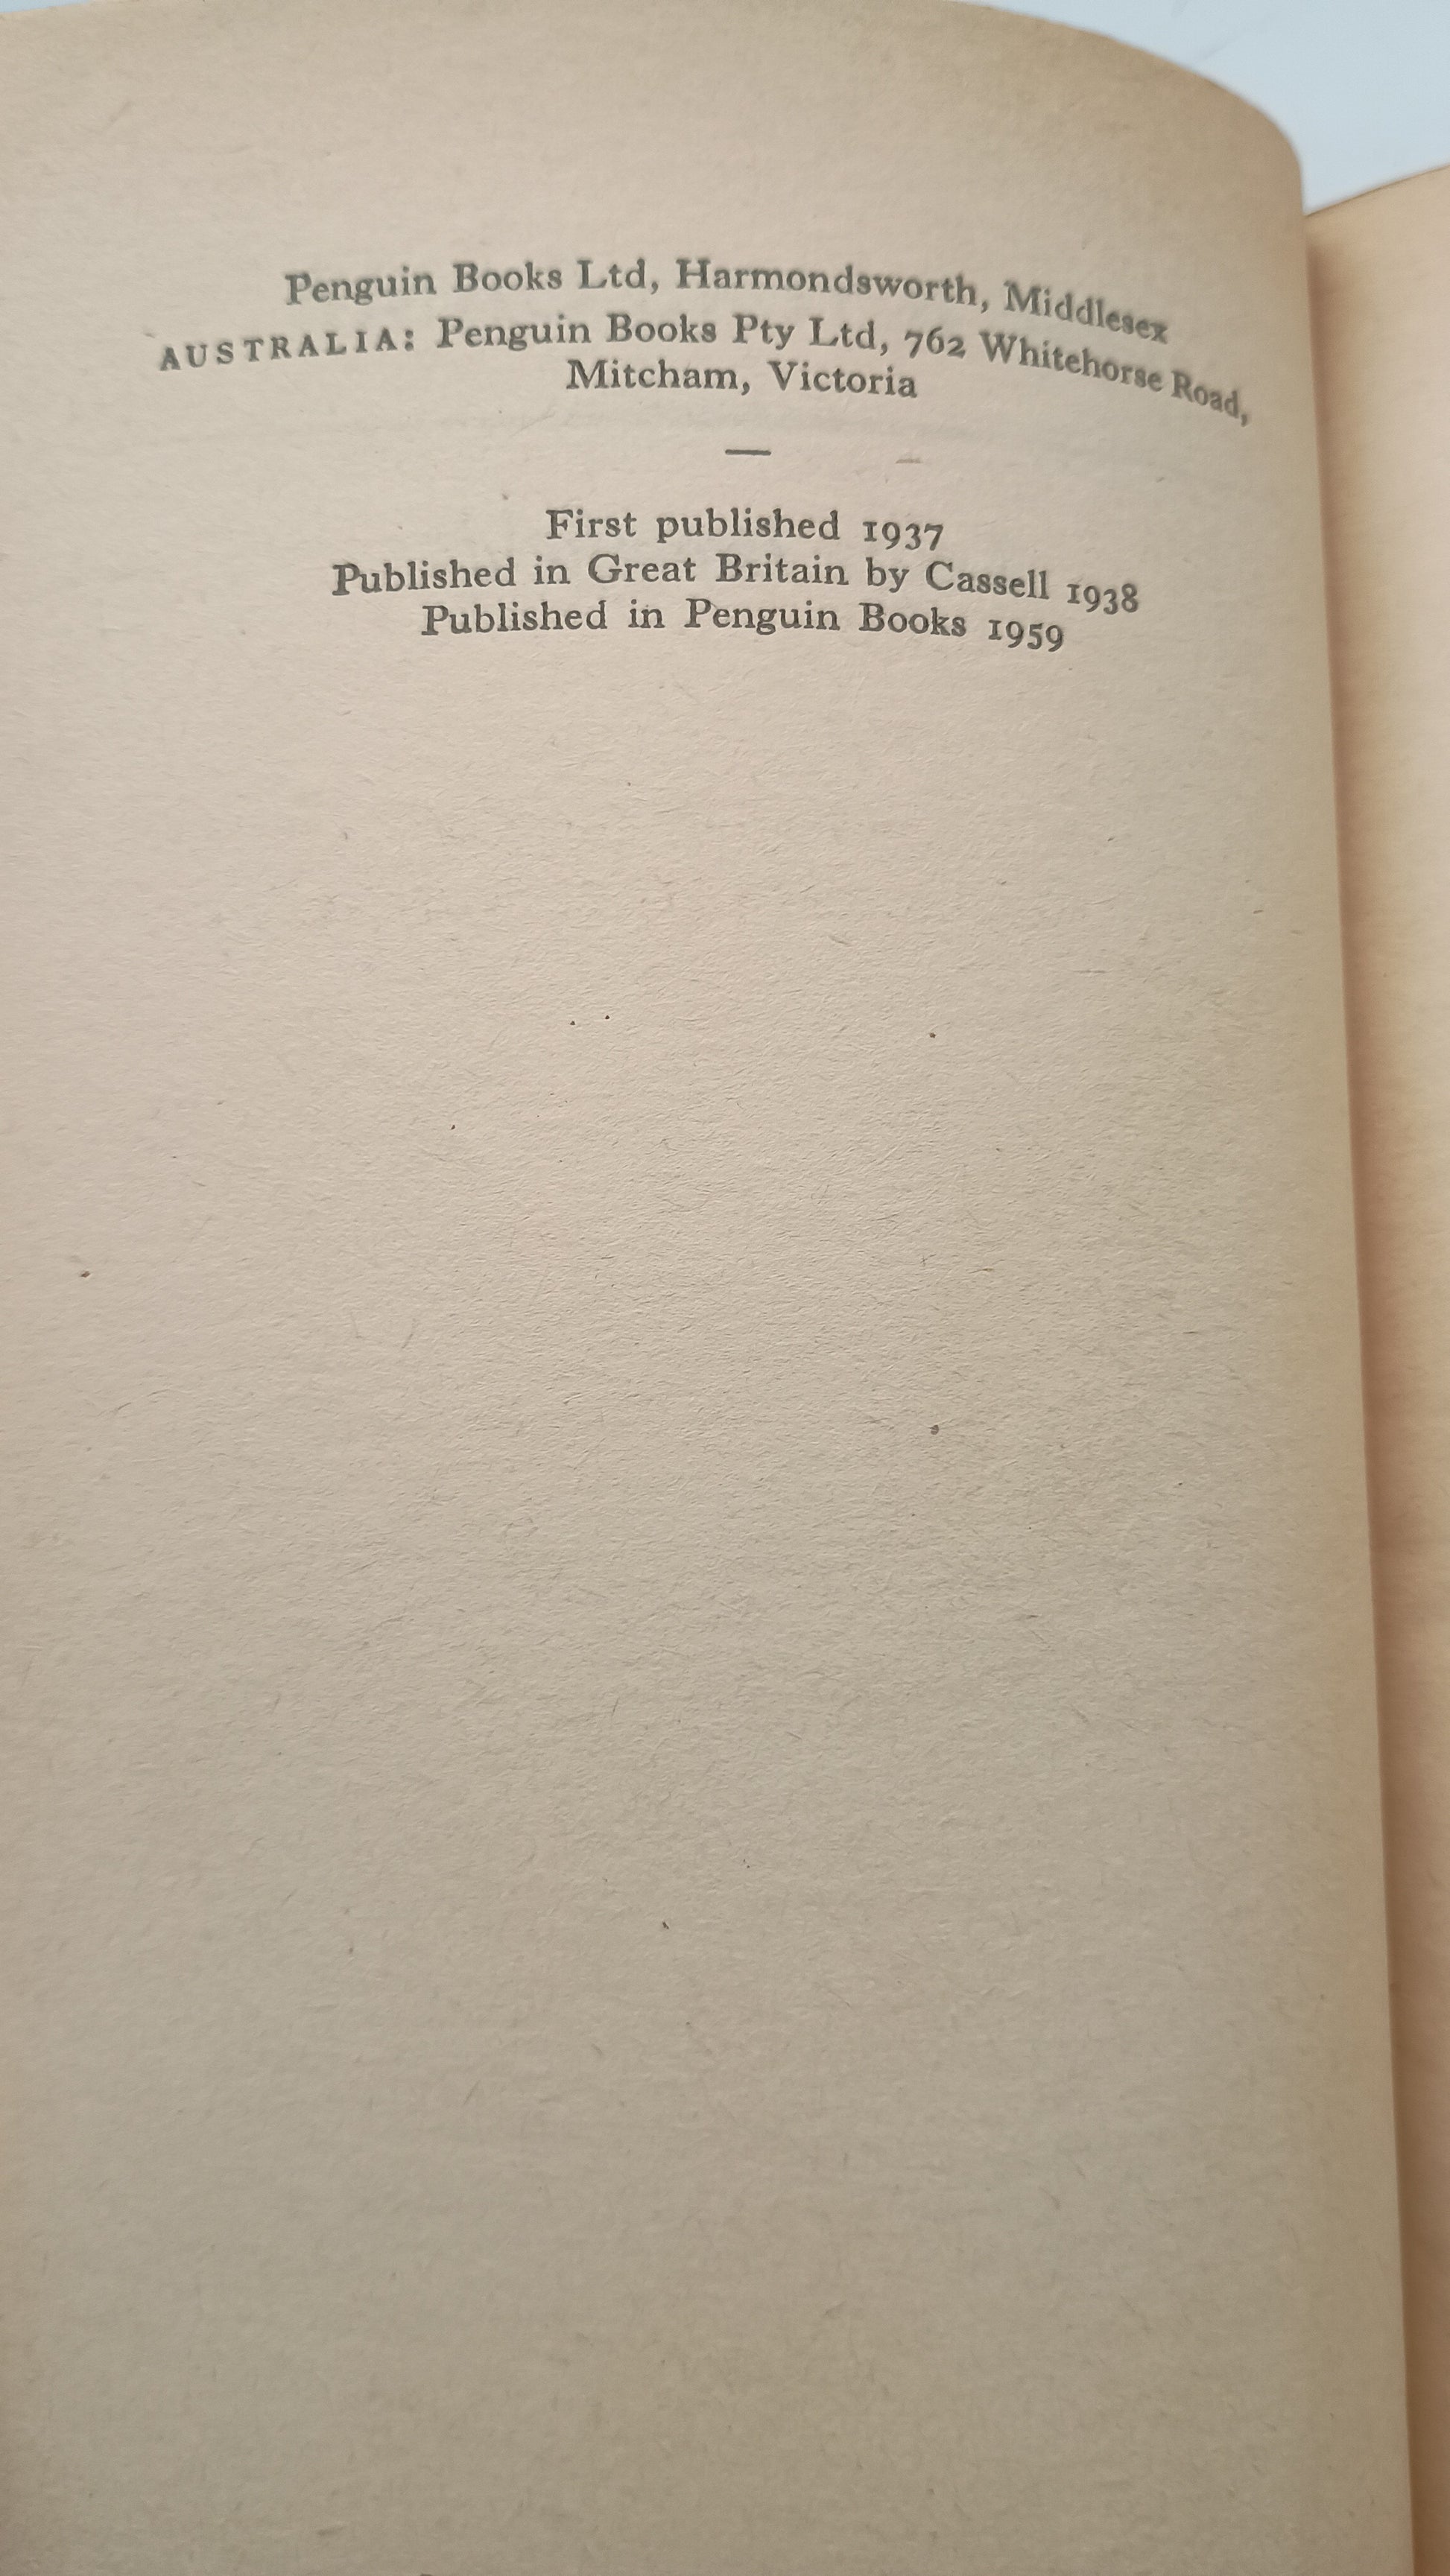 Penguin Books Ltd, Harmondsworth, Middlesex
AUSTRALIA: Penguin Books Pty Ltd, 762 Whitehorse Road,
Mitcham, Victoria
—
First published 1937
Published in Great Britain by Cassell 1938
Published in Penguin Books 1959